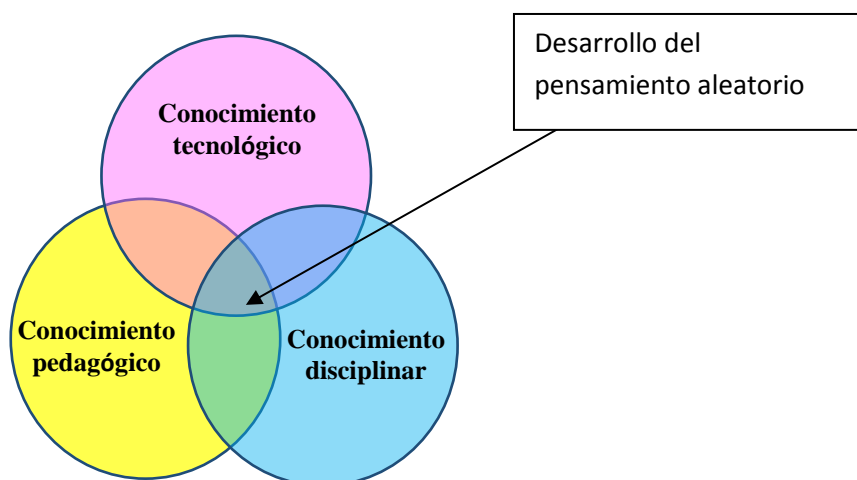 Desarrollo del
pensamiento aleatorio
Conocimiento
tecnológico
Conocimiento
pedagógico
Conocimiento
disciplinar